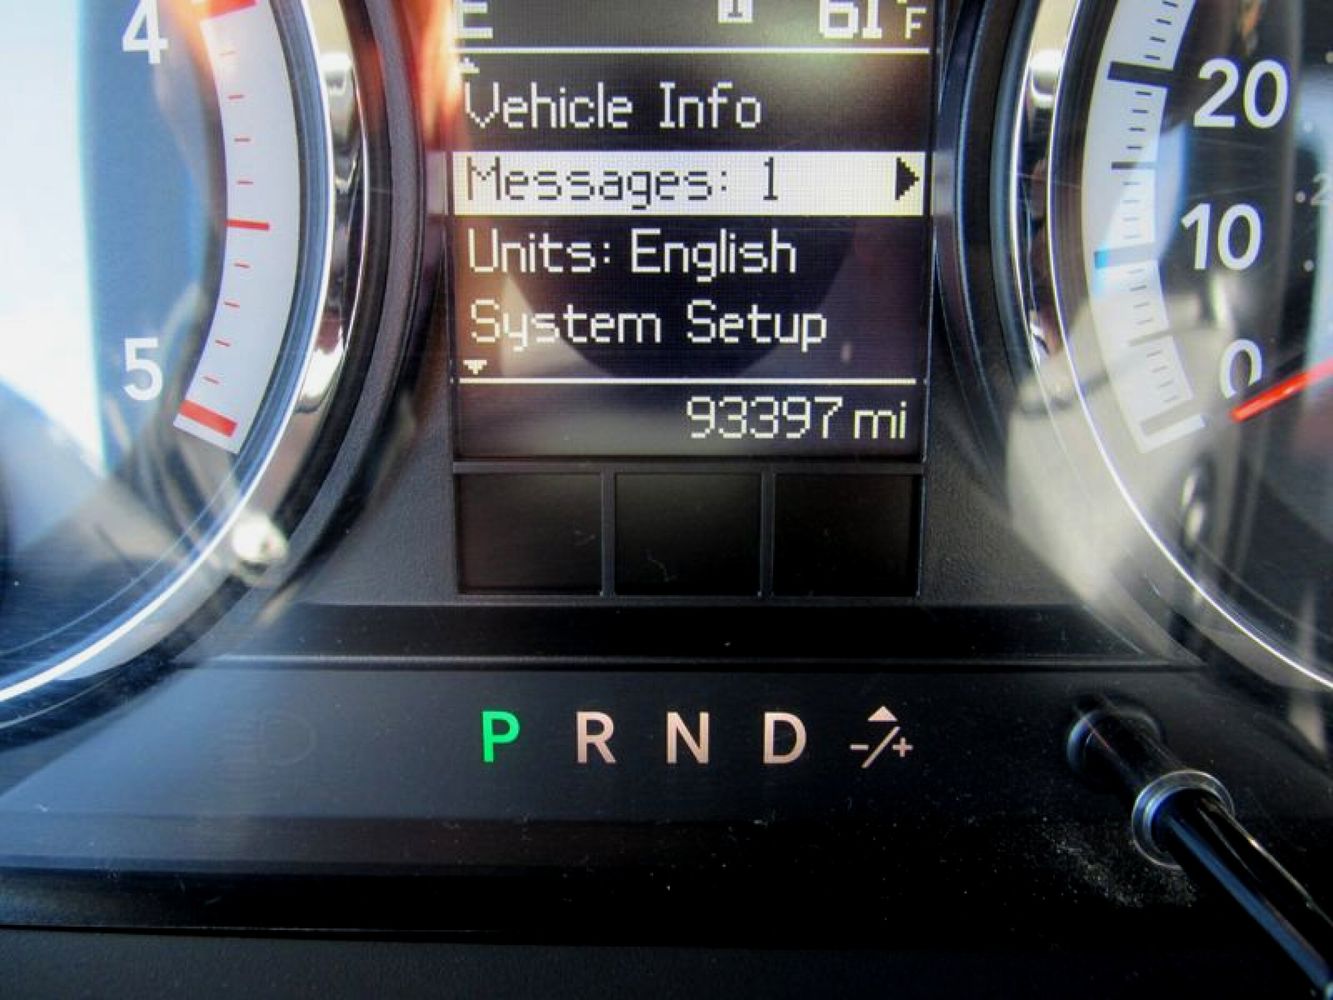 E 61°F
Vehicle Info
Messages: 1
Units: English
System Setup
93397 mi
4
5
20
10
0
P R N D -/+